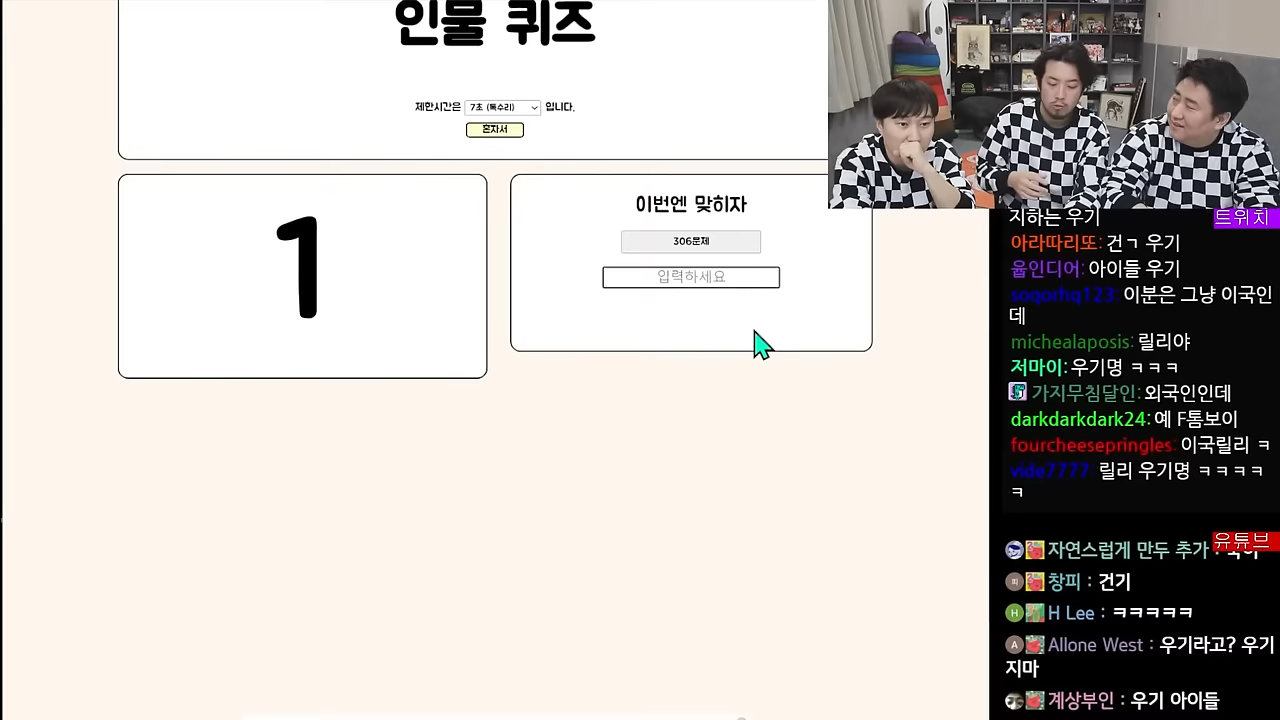 인물 퀴즈
제한시간은 7초 (독수리) 입니다.
혼자서
1
이번엔 맞히자
306문제
입력하세요
지하는 우기
트위치
아라따리또: 건ㄱ 우기
윱인디어: 아이들 우기
sogorhg123: 이분은 그냥 이국인
데
michealaposis: 릴리야
저마이: 우기명 ㅋㅋㅋ
가지무침달인: 외국인인데
darkdarkdark24: 예 F톰보이
fourcheesepringles: 이국릴리 ㅋ
vide7777: 릴리 우기명 ㅋㅋㅋㅋ
ㅋ
유튜브
자연스럽게 만두 추가 :
창피 : 건기
H Lee : ㅋㅋㅋㅋㅋ
Allone West : 우기라고? 우기
지마
계상부인 : 우기 아이들